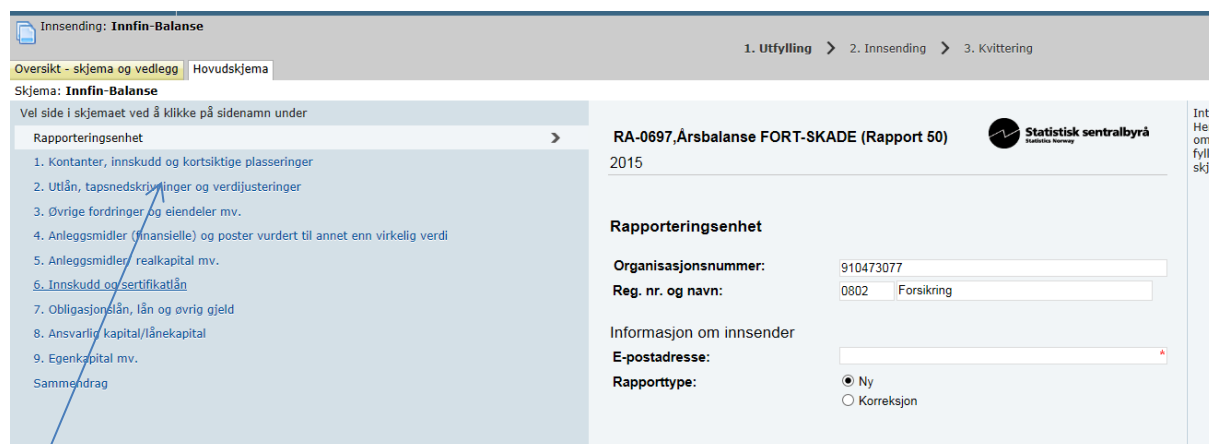 Innsending: Innfin-Balanse
1. Utfylling > 2. Innsending > 3. Kvittering
Oversikt - skjema og vedlegg Hovudskjema
Skjema: Innfin-Balanse
Vel side i skjemaet ved å klikke på sidenamn under
Rapporteringsenhet
1. Kontanter, innskudd og kortsiktige plasseringer
2. Utlån, tapsnedskrivninger og verdijusteringer
3. Øvrige fordringer og eiendeler mv.
4. Anleggsmidler (finansielle) og poster vurdert til annet enn virkelig verdi
5. Anleggsmidler, realkapital mv.
6. Innskudd og sertifikatlån
7. Obligasjonslån, lån og øvrig gjeld
8. Ansvarlig kapital/lånekapital
9. Egenkapital mv.
Sammendrag
RA-0697,Årsbalanse FORT-SKADE (Rapport 50)
2015
Statistisk sentralbyrå
Statistics Norway
Rapporteringsenhet
Organisasjonsnummer: 910473077
Reg. nr. og navn: 0802 Forsikring
Informasjon om innsender
E-postadresse: *
Rapporttype: Ny
Korreksjon
Int
He
om
fyll
skj